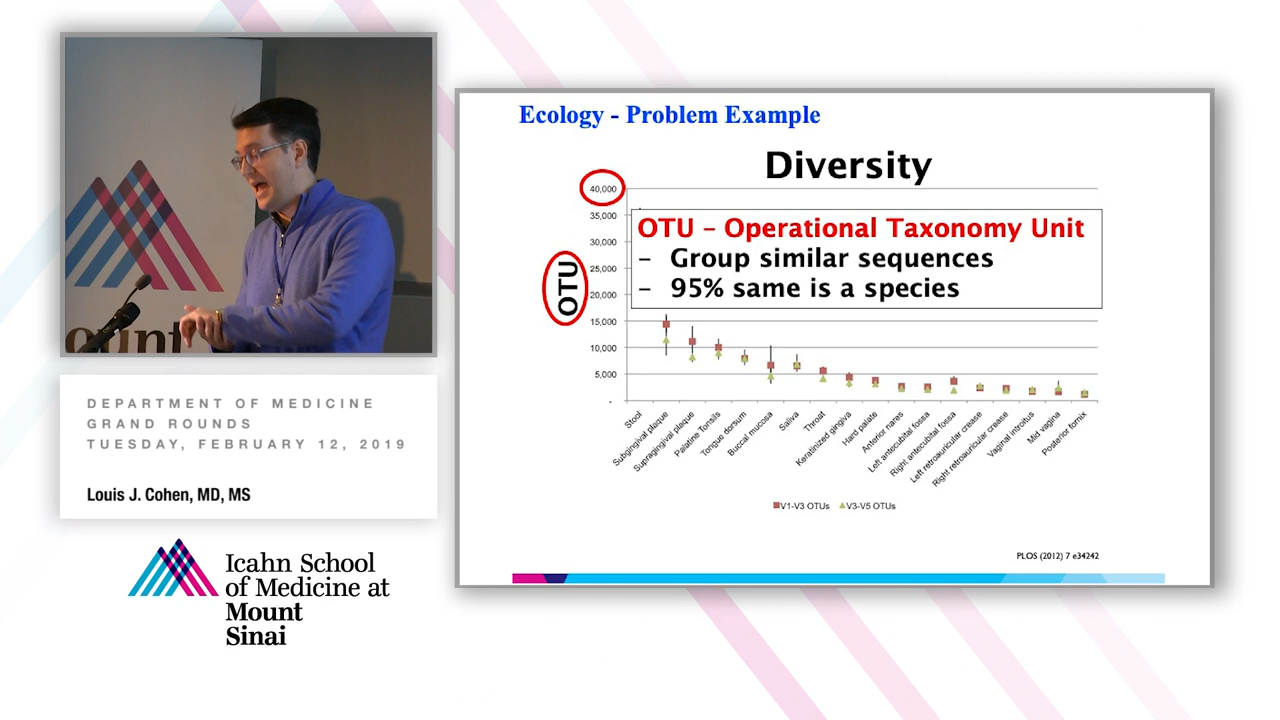 ount
DEPARTMENT OF MEDICINE
GRAND ROUNDS
TUESDAY, FEBRUARY 12, 2019
Louis J. Cohen, MD, MS
Icahn School
of Medicine at
Mount
Sinai
Ecology - Problem Example
Diversity
OTU
40,000
35,000
30,000
25,000
20,000
15,000
10,000
5,000
-
OTU – Operational Taxonomy Unit
– Group similar sequences
– 95% same is a species
Stool
Subgingival plaque
Supragingival plaque
Palatine Tonsils
Tongue dorsum
Buccal mucosa
Saliva
Throat
Keratinized gingiva
Hard palate
Anterior nares
Left antecubital fossa
Right antecubital fossa
Left retroauricular crease
Right retroauricular crease
Vaginal introitus
Mid vagina
Posterior fornix
V1-V3 OTUs V3-V5 OTUs
PLOS (2012) 7 e34242